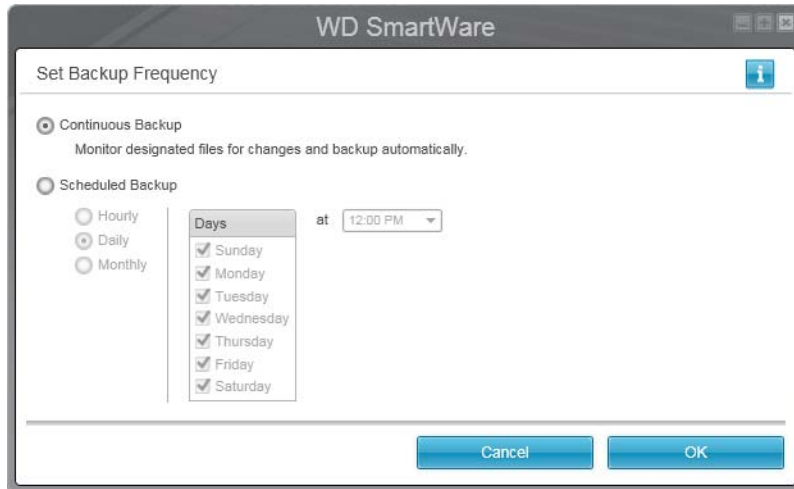 WD SmartWare
Set Backup Frequency
i
Continuous Backup
Monitor designated files for changes and backup automatically.
Scheduled Backup
Hourly
Daily
Monthly
Days
at 12:00 PM
Sunday
Monday
Tuesday
Wednesday
Thursday
Friday
Saturday
Cancel
OK